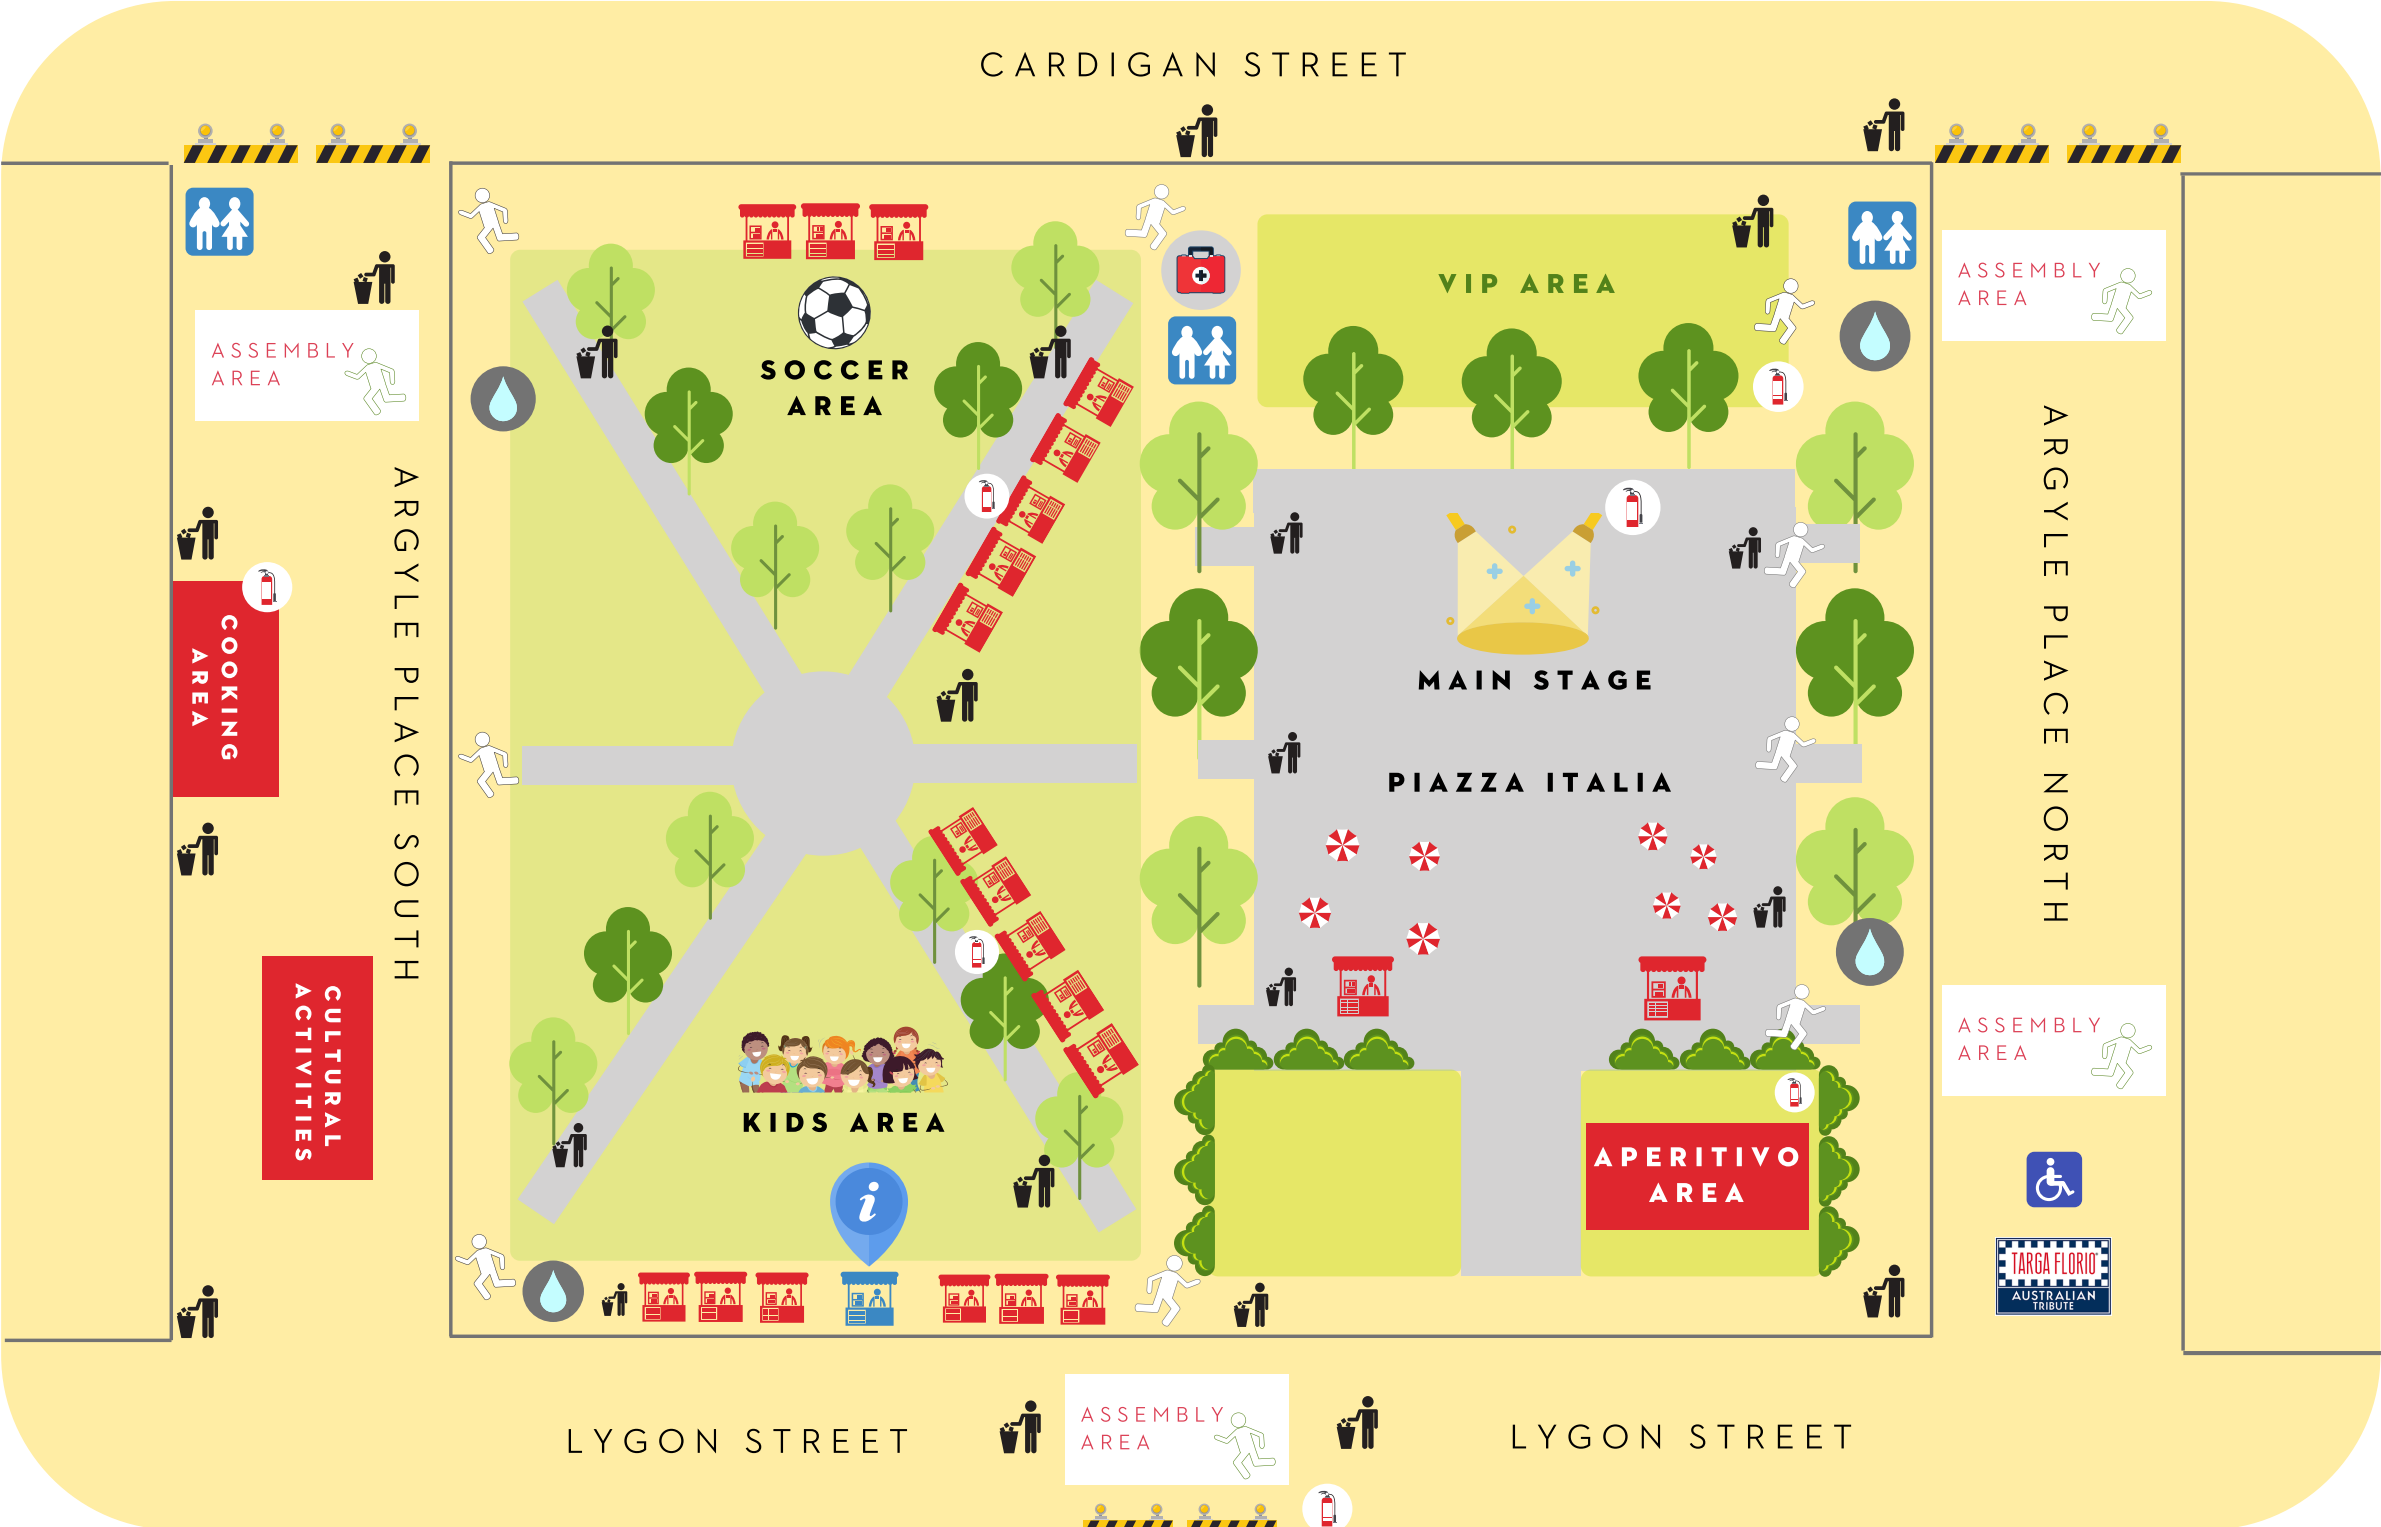 CARDIGAN STREET
ASSEMBLY
AREA
ARGYLE PLACE SOUTH
COOKING
AREA
CULTURAL
ACTIVITIES
SOCCER
AREA
KIDS AREA
i
VIP AREA
MAIN STAGE
PIAZZA ITALIA
APERITIVO
AREA
ASSEMBLY
AREA
ARGYLE PLACE NORTH
ASSEMBLY
AREA
TARGA FLORIO
AUSTRALIAN
TRIBUTE
LYGON STREET
ASSEMBLY
AREA
LYGON STREET